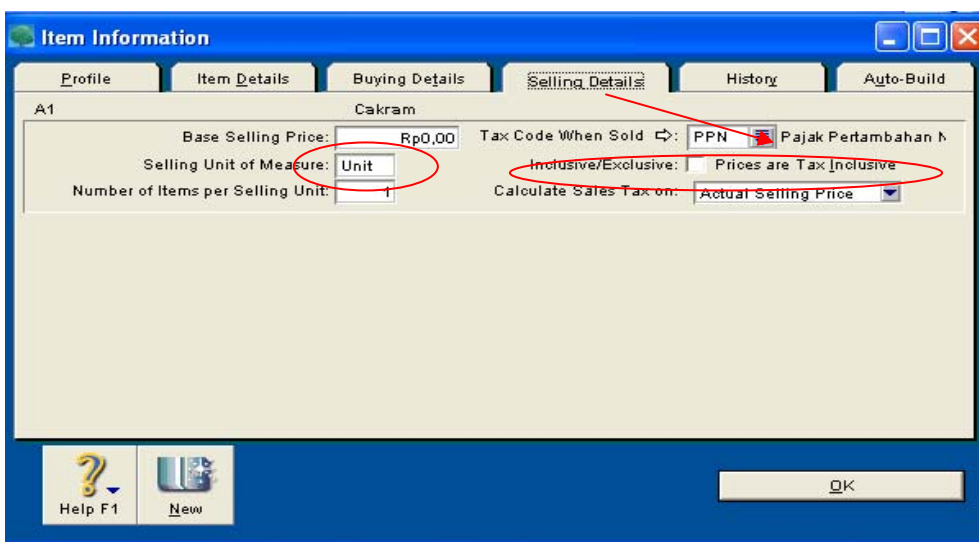 Item Information
Profile Item Details Buying Details Selling Details History Auto-Build
A1 Cakram
Base Selling Price: Rp0,00 Tax Code When Sold ⇨: PPN Pajak Pertambahan N
Selling Unit of Measure: Unit Inclusive/Exclusive: Prices are Tax Inclusive
Number of Items per Selling Unit: 1 Calculate Sales Tax on: Actual Selling Price
Help F1 New OK